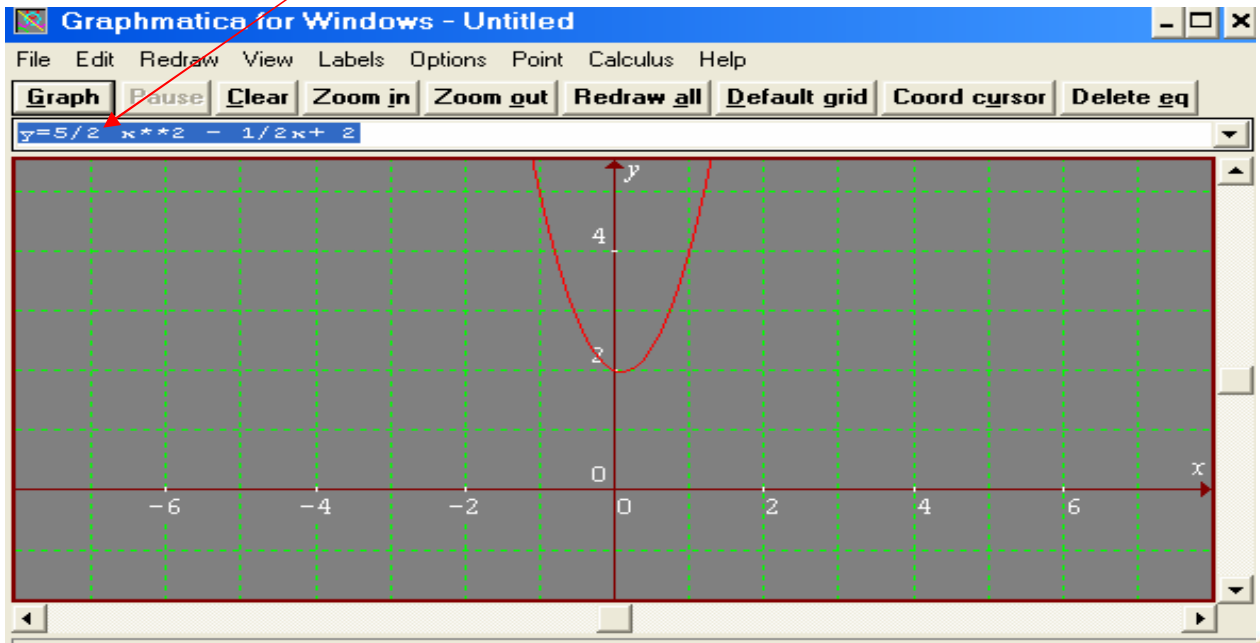 Graphmatica for Windows - Untitled
File Edit Redraw View Labels Options Point Calculus Help
Graph Pause Clear Zoom in Zoom out Redraw all Default grid Coord cursor Delete eq
y=5/2 x**2 - 1/2x+ 2
y
4
2
0
x
-6 -4 -2 0 2 4 6